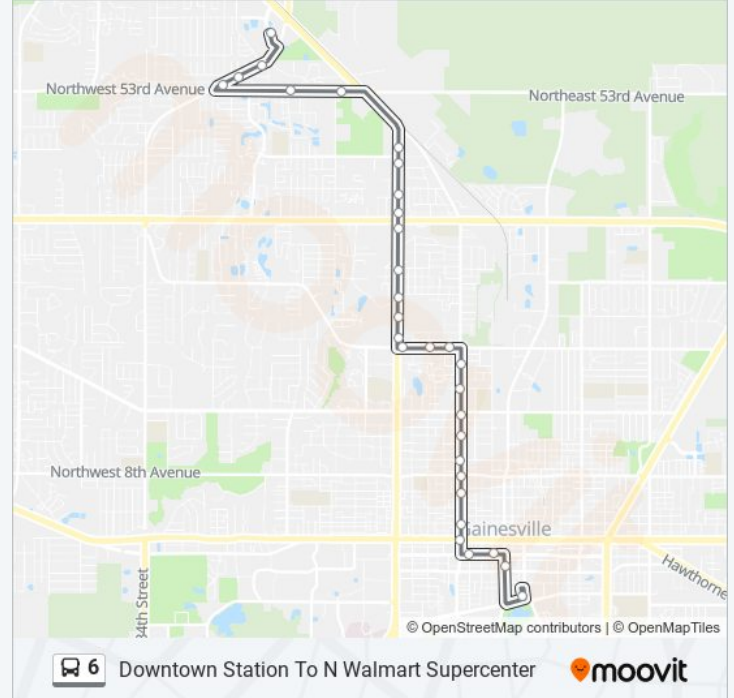 Northwest 53rd Avenue
Northeast 53rd Avenue
Northwest 8th Avenue
Gainesville
Hawthorne
34th Street
© OpenStreetMap contributors | © OpenMapTiles
6 Downtown Station To N Walmart Supercenter
moovit